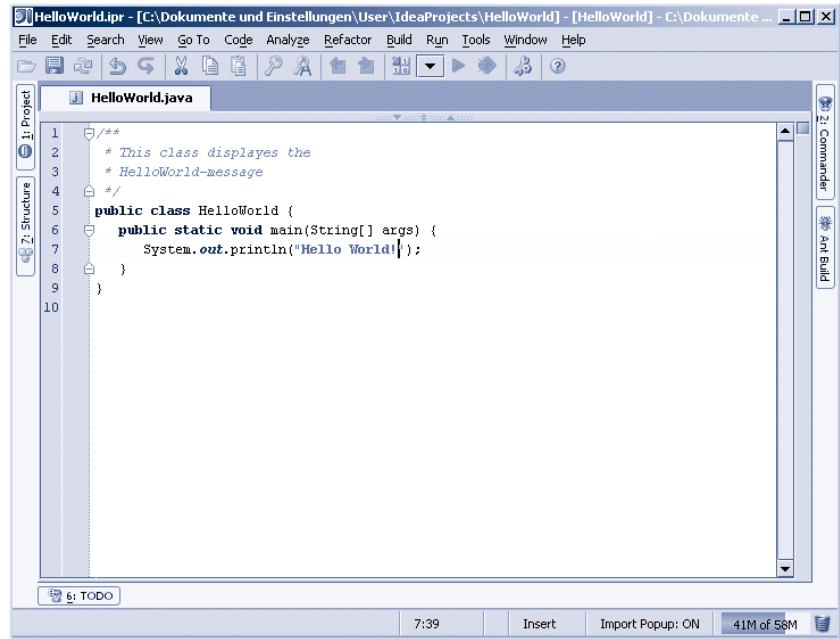 HelloWorld.ipr - [C:\Dokumente und Einstellungen\User\IdeaProjects\HelloWorld] - [HelloWorld] - C:\Dokumente ...
File Edit Search View Go To Code Analyze Refactor Build Run Tools Window Help
HelloWorld.java
1: Project
7: Structure
2: Commander
Ant Build
1 /**
2 * This class displayes the
3 * HelloWorld-message
4 */
5 public class HelloWorld {
6 public static void main(String[] args) {
7 System.out.println("Hello World!");
8 }
9 }
10
6: TODO
7:39 Insert Import Popup: ON 41M of 58M